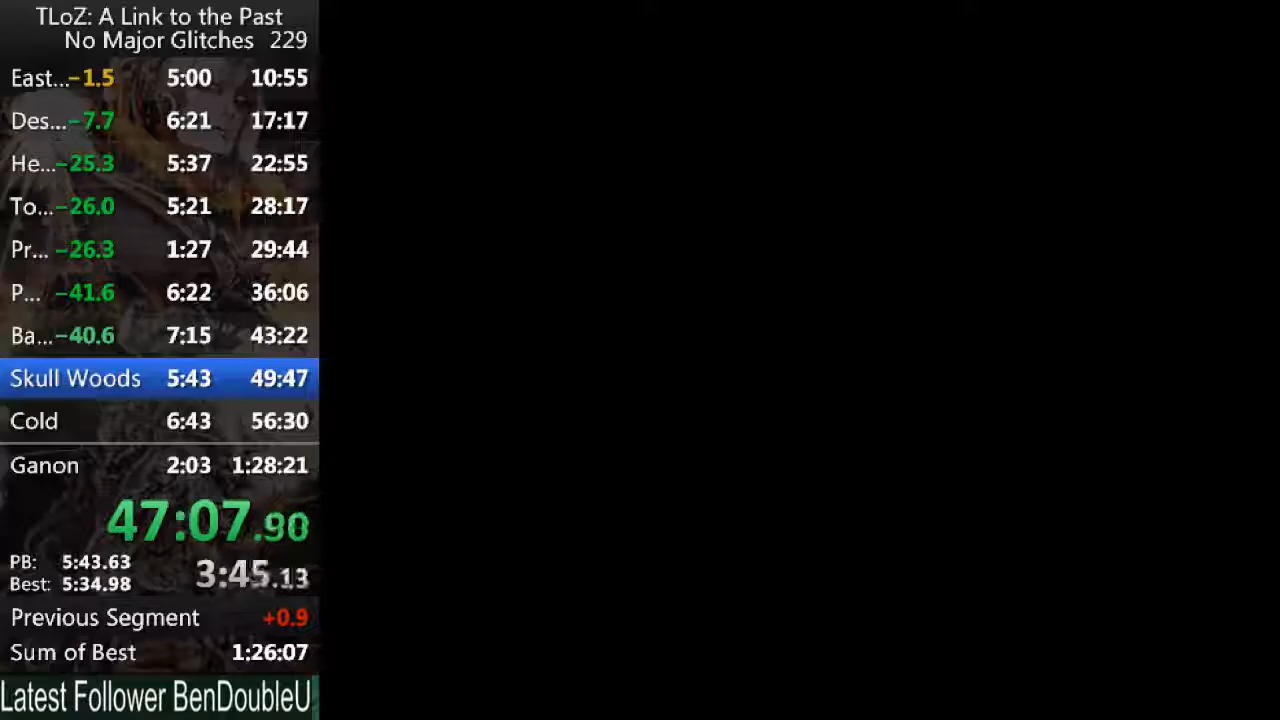 TLoZ: A Link to the Past
No Major Glitches 229
East... −1.5 5:00 10:55
Des... −7.7 6:21 17:17
He... −25.3 5:37 22:55
To... −26.0 5:21 28:17
Pr... −26.3 1:27 29:44
P... −41.6 6:22 36:06
Ba... −40.6 7:15 43:22
Skull Woods 5:43 49:47
Cold 6:43 56:30
Ganon 2:03 1:28:21
47:07.90
PB: 5:43.63
Best: 5:34.98
3:45.13
Previous Segment +0.9
Sum of Best 1:26:07
Latest Follower BenDoubleU